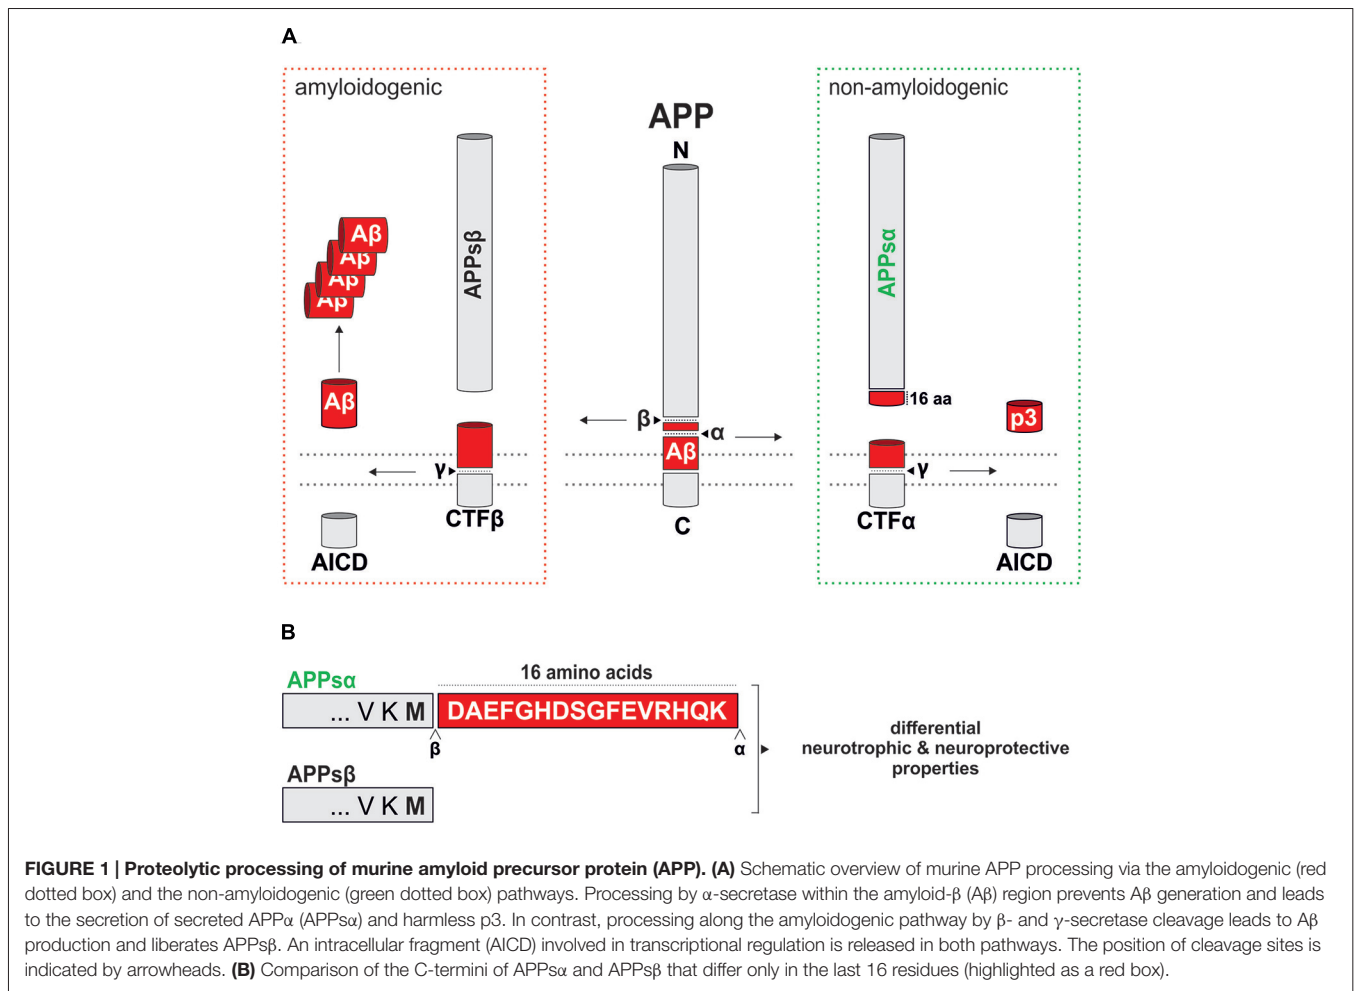 A
amyloidogenic
non-amyloidogenic
APP
N
APPsβ
APPsα
Aβ
Aβ
Aβ
Aβ
Aβ
16 aa
p3
β
α
Aβ
γ
γ
CTFβ
C
CTFα
AICD
AICD
B
16 amino acids
APPsα
... V K M DAEFGHDSGFEVRHQK
β α
APPsβ
... V K M
differential
neurotrophic & neuroprotective
properties
FIGURE 1 | Proteolytic processing of murine amyloid precursor protein (APP). (A) Schematic overview of murine APP processing via the amyloidogenic (red
dotted box) and the non-amyloidogenic (green dotted box) pathways. Processing by α-secretase within the amyloid-β (Aβ) region prevents Aβ generation and leads
to the secretion of secreted APPα (APPsα) and harmless p3. In contrast, processing along the amyloidogenic pathway by β- and γ-secretase cleavage leads to Aβ
production and liberates APPsβ. An intracellular fragment (AICD) involved in transcriptional regulation is released in both pathways. The position of cleavage sites is
indicated by arrowheads. (B) Comparison of the C-termini of APPsα and APPsβ that differ only in the last 16 residues (highlighted as a red box).